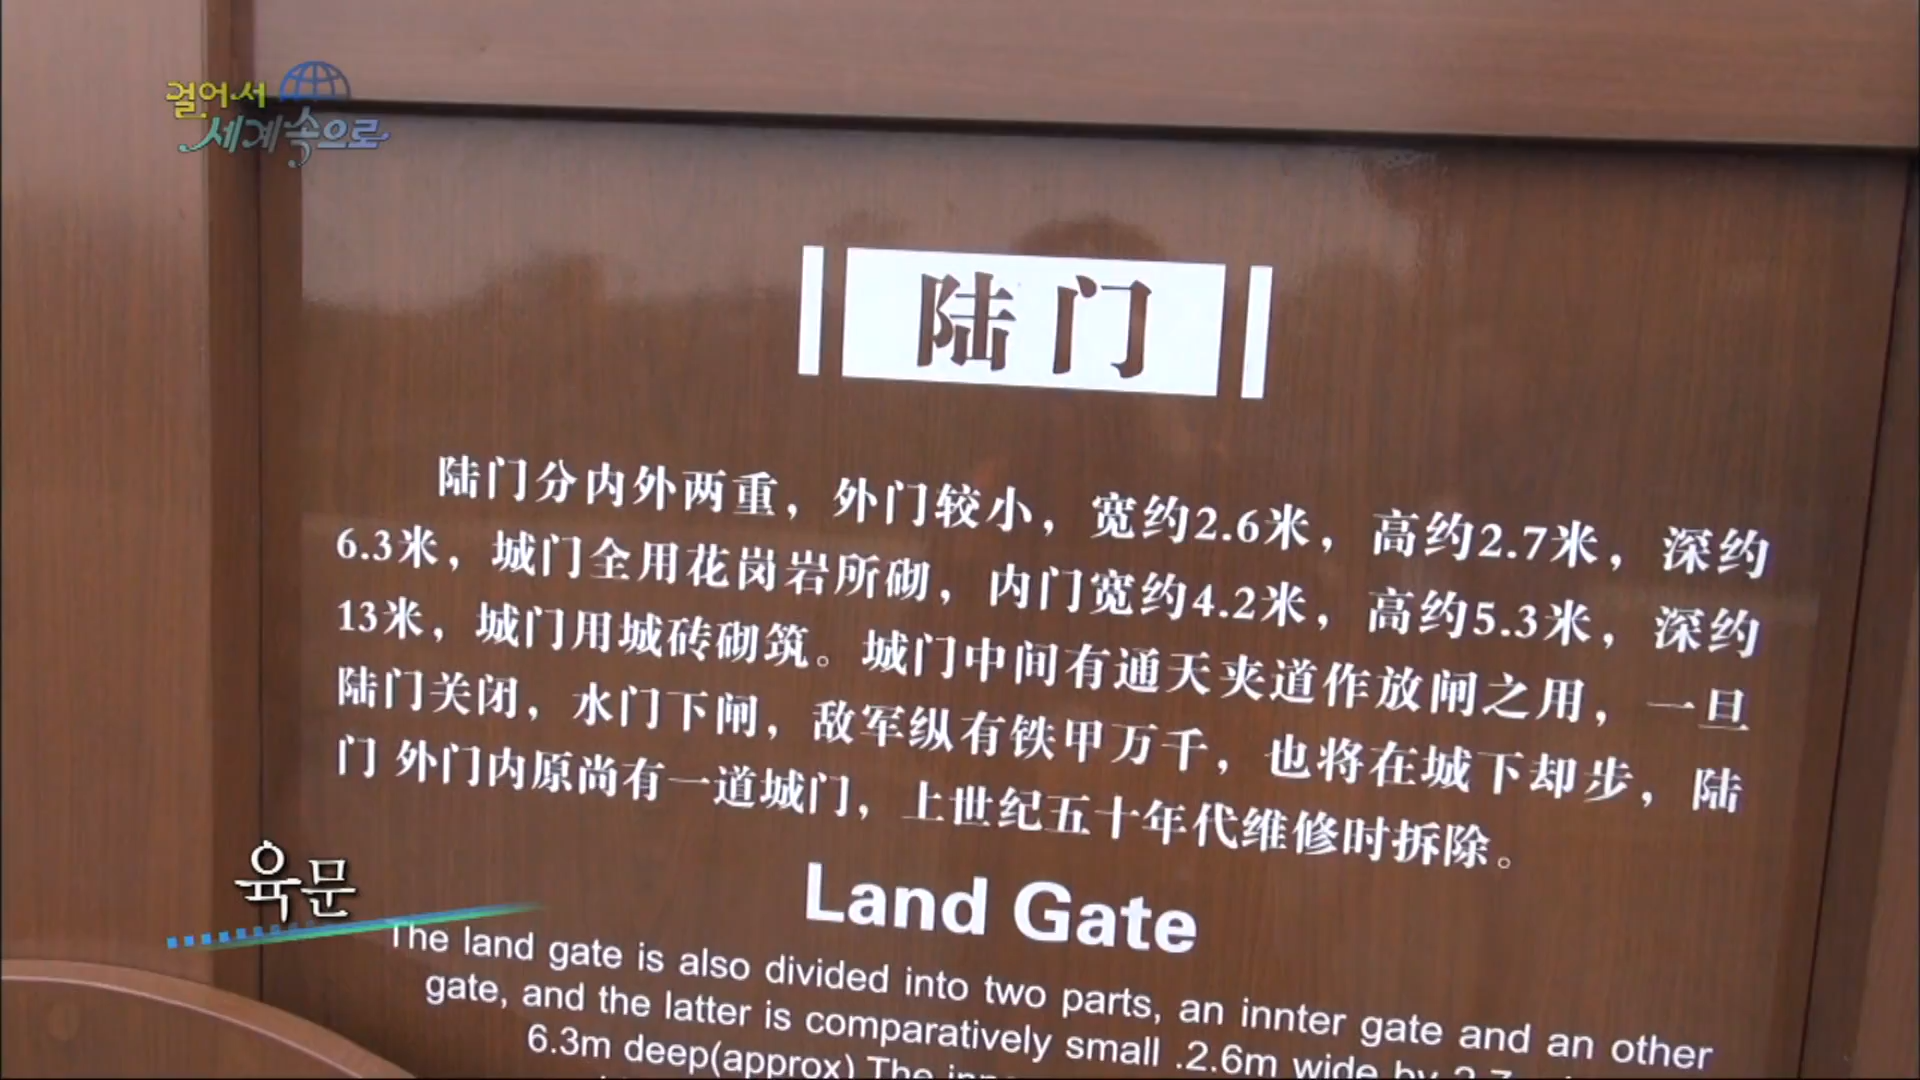 걸어서
세계속으로
陆门
陆门分内外两重，外门较小，宽约2.6米，高约2.7米，深约
6.3米，城门全用花岗岩所砌，内门宽约4.2米，高约5.3米，深约
13米，城门用城砖砌筑。城门中间有通天夹道作放闸之用，一旦
陆门关闭，水门下闸，敌军纵有铁甲万千，也将在城下却步，陆
门 外门内原尚有一道城门，上世纪五十年代维修时拆除。
육문
Land Gate
The land gate is also divided into two parts, an innter gate and an other
gate, and the latter is comparatively small .2.6m wide by 2.7
6.3m deep(approx) The